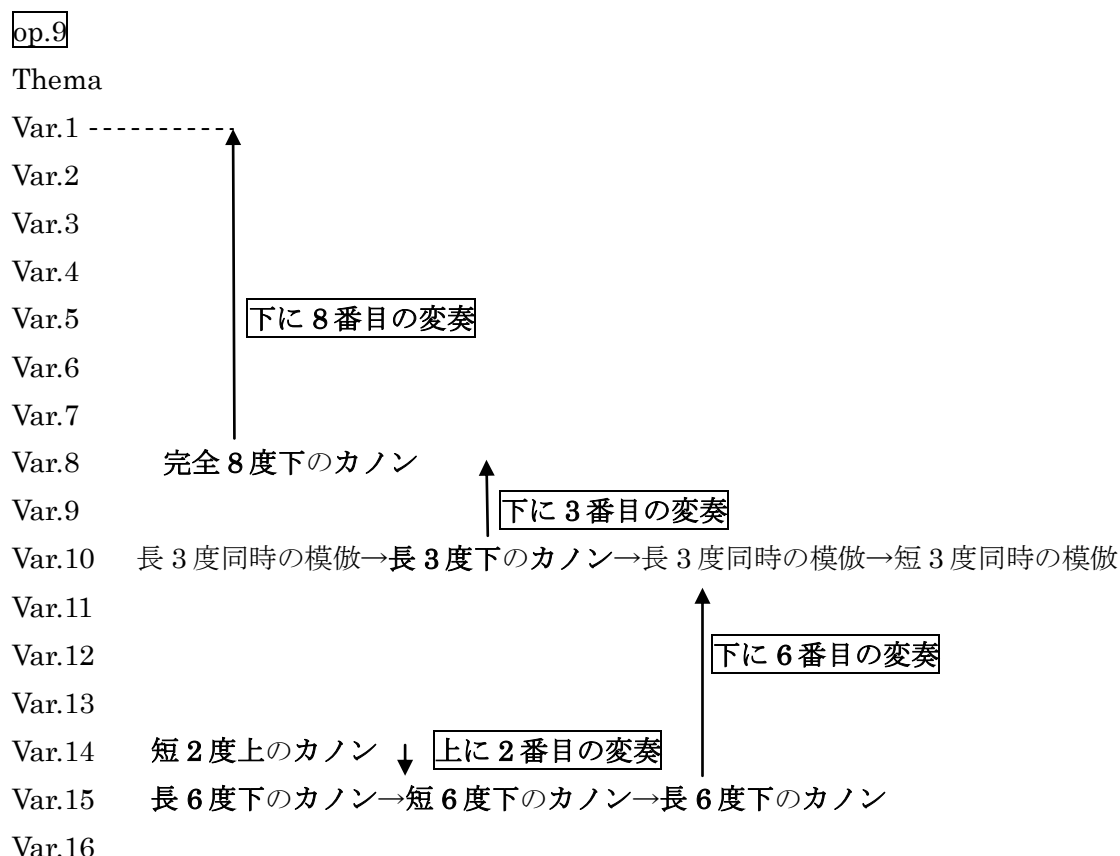 op.9
Thema
Var.1
Var.2
Var.3
Var.4
Var.5 下に 8 番目の変奏
Var.6
Var.7
Var.8 完全 8 度下のカノン
Var.9 下に 3 番目の変奏
Var.10 長 3 度同時の模倣→長 3 度下のカノン→長 3 度同時の模倣→短 3 度同時の模倣
Var.11
Var.12 下に 6 番目の変奏
Var.13
Var.14 短 2 度上のカノン 上に 2 番目の変奏
Var.15 長 6 度下のカノン→短 6 度下のカノン→長 6 度下のカノン
Var.16